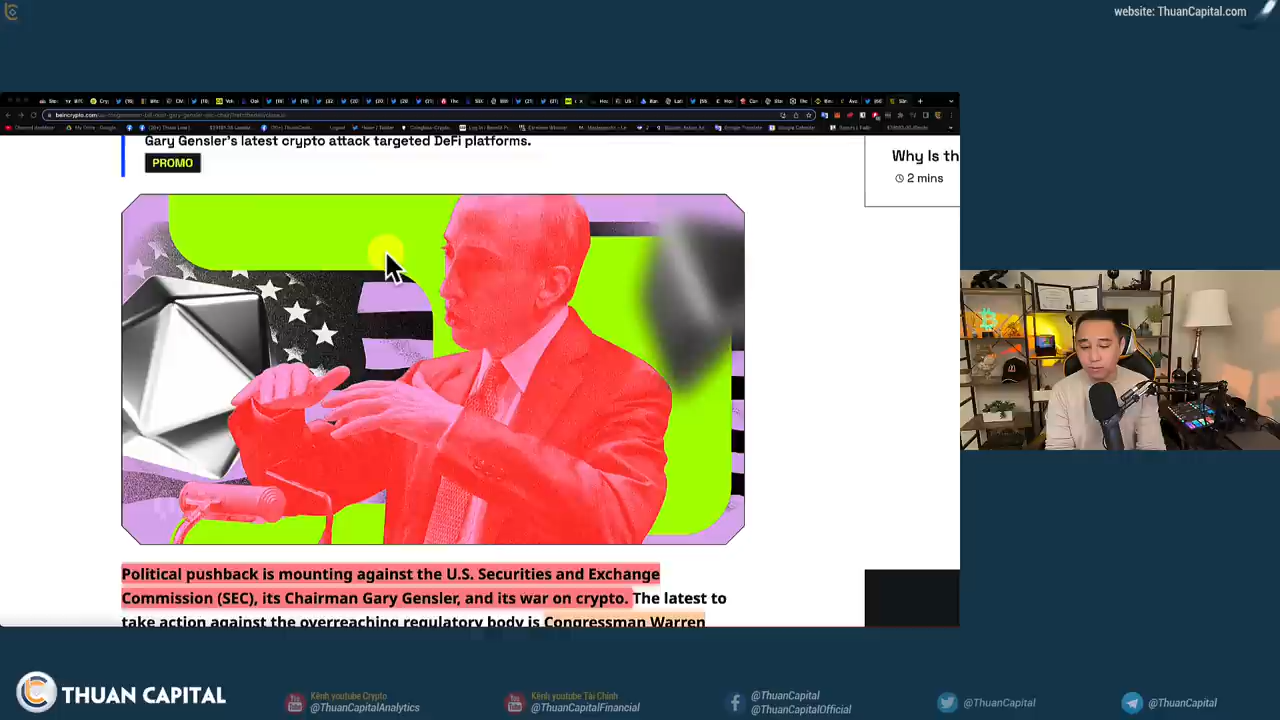 website: ThuanCapital.com
Gary Gensler's latest crypto attack targeted DeFi platforms.
PROMO
Why Is th
2 mins
Political pushback is mounting against the U.S. Securities and Exchange
Commission (SEC), its Chairman Gary Gensler, and its war on crypto. The latest to
take action against the overreaching regulatory body is Congressman Warren
THUAN CAPITAL
Kênh youtube Crypto
@ThuanCapitalAnalytics
Kênh youtube Tài Chính
@ThuanCapitalFinancial
@ThuanCapital
@ThuanCapitalOfficial
@ThuanCapital
@ThuanCapital